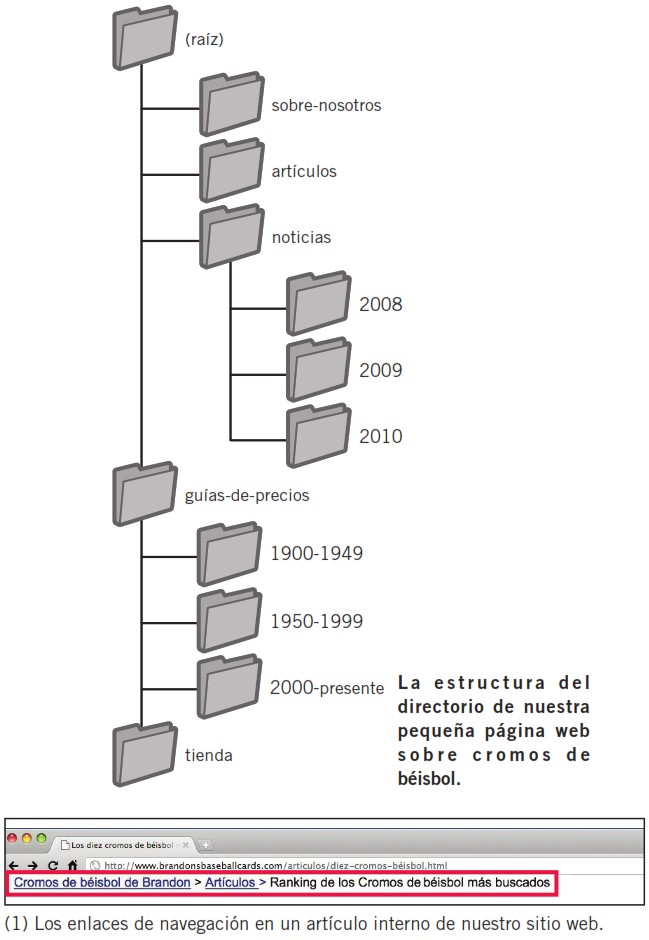 (raíz)
sobre-nosotros
artículos
noticias
2008
2009
2010
guías-de-precios
1900-1949
1950-1999
2000-presente
tienda
La estructura del
directorio de nuestra
pequeña página web
sobre cromos de
béisbol.
Los diez cromos de béisbol
http://www.brandonsbaseballcards.com/articulos/diez-cromos-béisbol.html
Cromos de béisbol de Brandon > Artículos > Ranking de los Cromos de béisbol más buscados
(1) Los enlaces de navegación en un artículo interno de nuestro sitio web.